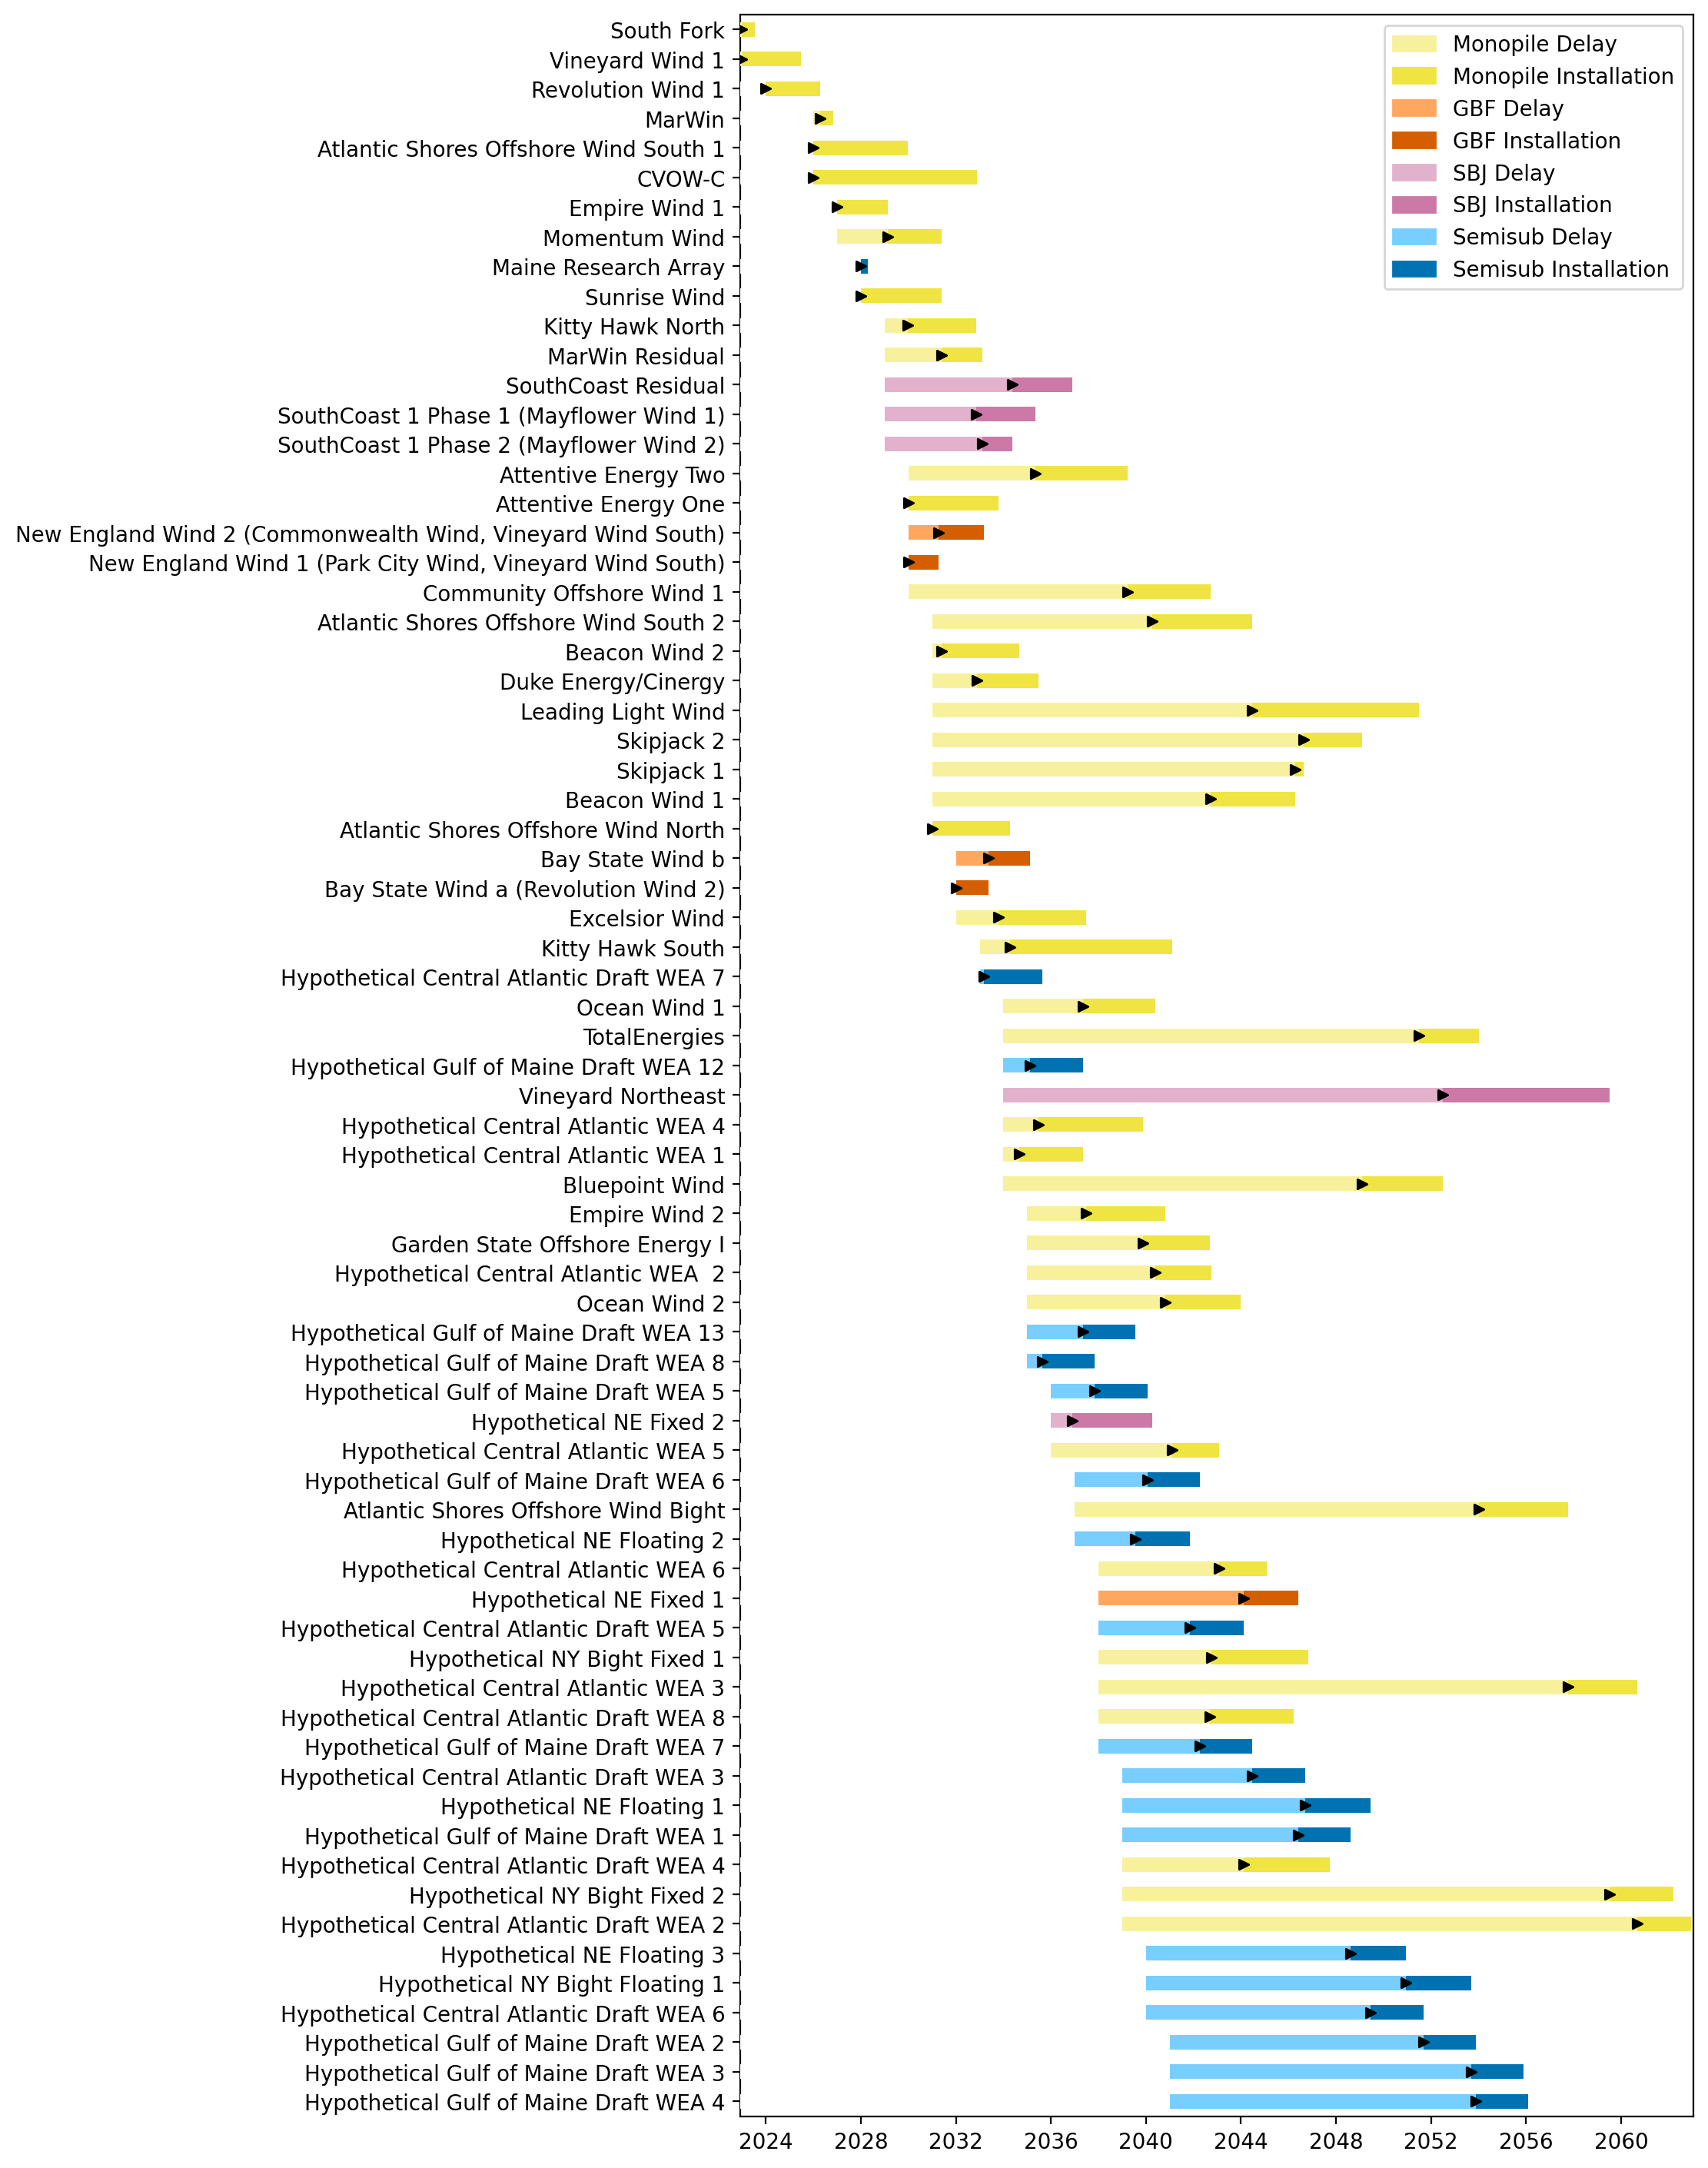 South Fork
Vineyard Wind 1
Revolution Wind 1
MarWin
Atlantic Shores Offshore Wind South 1
CVOW-C
Empire Wind 1
Momentum Wind
Maine Research Array
Sunrise Wind
Kitty Hawk North
MarWin Residual
SouthCoast Residual
SouthCoast 1 Phase 1 (Mayflower Wind 1)
SouthCoast 1 Phase 2 (Mayflower Wind 2)
Attentive Energy Two
Attentive Energy One
New England Wind 2 (Commonwealth Wind, Vineyard Wind South)
New England Wind 1 (Park City Wind, Vineyard Wind South)
Community Offshore Wind 1
Atlantic Shores Offshore Wind South 2
Beacon Wind 2
Duke Energy/Cinergy
Leading Light Wind
Skipjack 2
Skipjack 1
Beacon Wind 1
Atlantic Shores Offshore Wind North
Bay State Wind b
Bay State Wind a (Revolution Wind 2)
Excelsior Wind
Kitty Hawk South
Hypothetical Central Atlantic Draft WEA 7
Ocean Wind 1
TotalEnergies
Hypothetical Gulf of Maine Draft WEA 12
Vineyard Northeast
Hypothetical Central Atlantic WEA 4
Hypothetical Central Atlantic WEA 1
Bluepoint Wind
Empire Wind 2
Garden State Offshore Energy I
Hypothetical Central Atlantic WEA  2
Ocean Wind 2
Hypothetical Gulf of Maine Draft WEA 13
Hypothetical Gulf of Maine Draft WEA 8
Hypothetical Gulf of Maine Draft WEA 5
Hypothetical NE Fixed 2
Hypothetical Central Atlantic WEA 5
Hypothetical Gulf of Maine Draft WEA 6
Atlantic Shores Offshore Wind Bight
Hypothetical NE Floating 2
Hypothetical Central Atlantic WEA 6
Hypothetical NE Fixed 1
Hypothetical Central Atlantic Draft WEA 5
Hypothetical NY Bight Fixed 1
Hypothetical Central Atlantic WEA 3
Hypothetical Central Atlantic Draft WEA 8
Hypothetical Gulf of Maine Draft WEA 7
Hypothetical Central Atlantic Draft WEA 3
Hypothetical NE Floating 1
Hypothetical Gulf of Maine Draft WEA 1
Hypothetical Central Atlantic Draft WEA 4
Hypothetical NY Bight Fixed 2
Hypothetical Central Atlantic Draft WEA 2
Hypothetical NE Floating 3
Hypothetical NY Bight Floating 1
Hypothetical Central Atlantic Draft WEA 6
Hypothetical Gulf of Maine Draft WEA 2
Hypothetical Gulf of Maine Draft WEA 3
Hypothetical Gulf of Maine Draft WEA 4
Monopile Delay
Monopile Installation
GBF Delay
GBF Installation
SBJ Delay
SBJ Installation
Semisub Delay
Semisub Installation
2024 2028 2032 2036 2040 2044 2048 2052 2056 2060